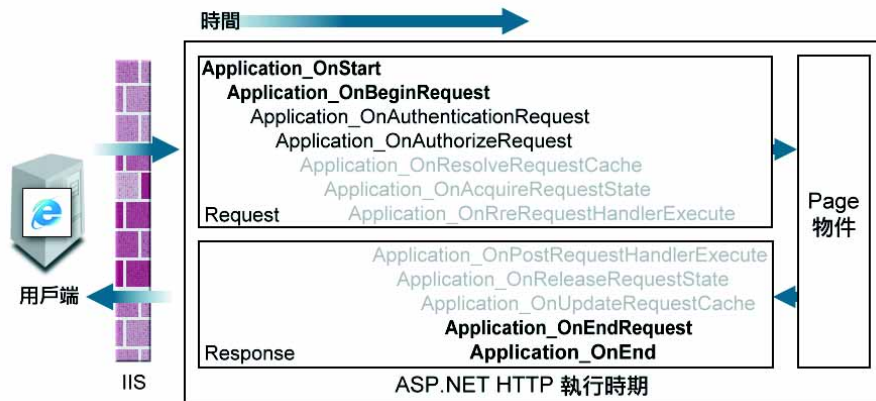 時間
Application_OnStart
Application_OnBeginRequest
Application_OnAuthenticationRequest
Application_OnAuthorizeRequest
Application_OnResolveRequestCache
Application_OnAcquireRequestState
Request
Application_OnRreRequestHandlerExecute
Page
物件
用戶端
Application_OnPostRequestHandlerExecute
Application_OnReleaseRequestState
Application_OnUpdateRequestCache
Application_OnEndRequest
Response
Application_OnEnd
IIS
ASP.NET HTTP 執行時期